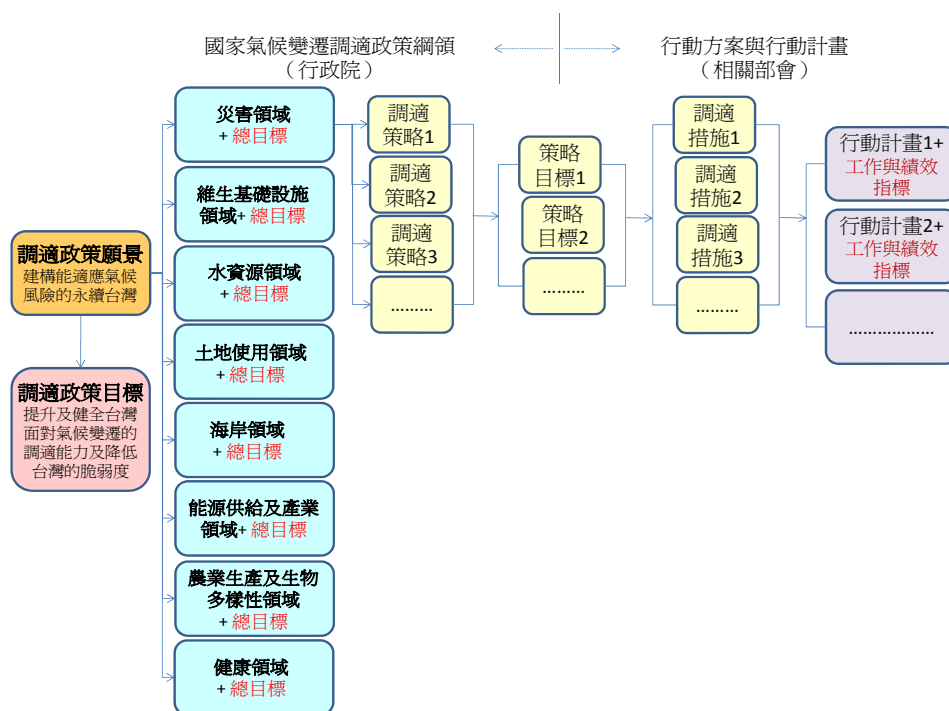 國家氣候變遷調適政策綱領
（行政院）
行動方案與行動計畫
（相關部會）
調適政策願景
建構能適應氣候
風險的永續台灣
調適政策目標
提升及健全台灣
面對氣候變遷的
調適能力及降低
台灣的脆弱度
災害領域
+ 總目標
維生基礎設施
領域+ 總目標
水資源領域
+ 總目標
土地使用領域
+ 總目標
海岸領域
+ 總目標
能源供給及產業
領域+ 總目標
農業生產及生物
多樣性領域
+ 總目標
健康領域
+ 總目標
調適
策略1
調適
策略2
調適
策略3
………
策略
目標1
策略
目標2
………
調適
措施1
調適
措施2
調適
措施3
………
行動計畫1+
工作與績效
指標
行動計畫2+
工作與績效
指標
………………